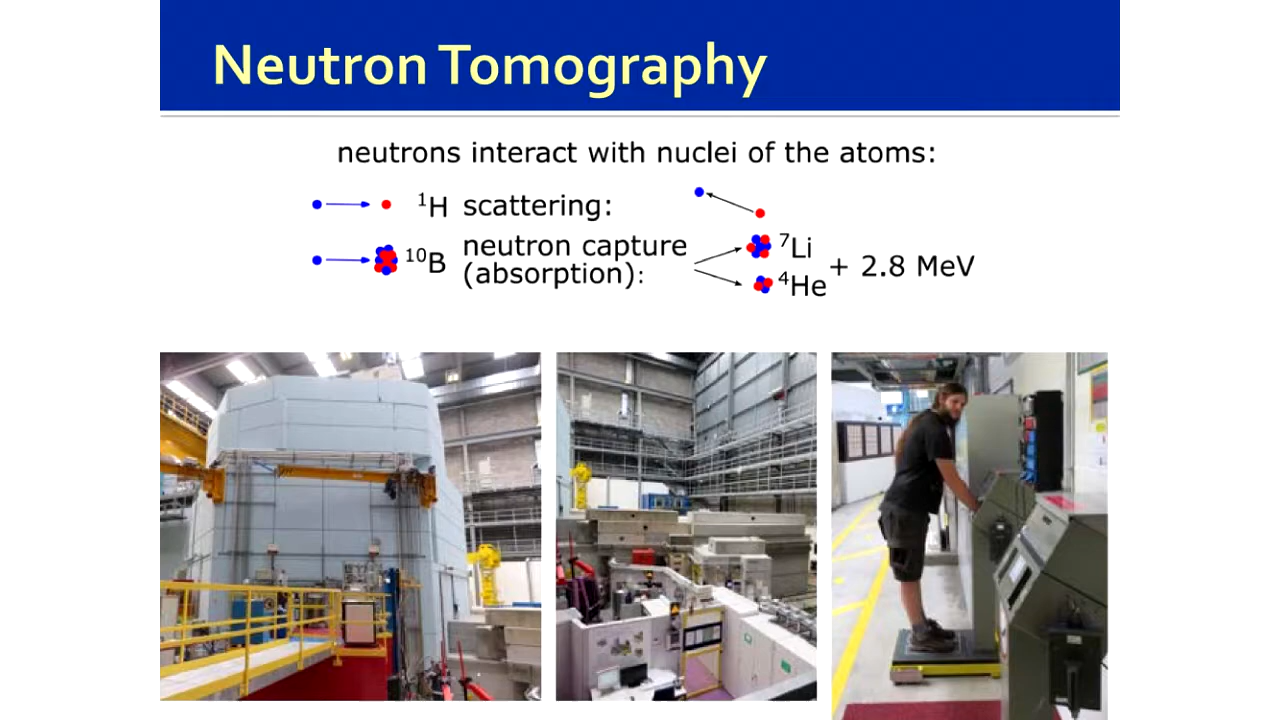 Neutron Tomography
neutrons interact with nuclei of the atoms:
¹H scattering:
¹⁰B neutron capture
(absorption):
⁷Li
⁴He
+ 2.8 MeV